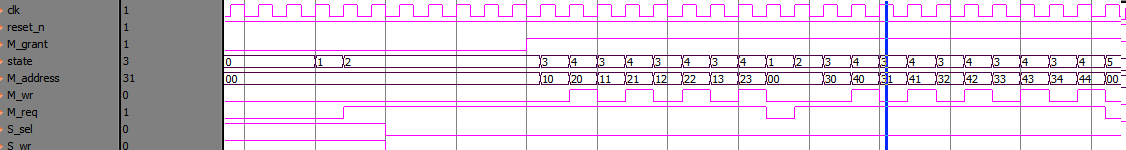 clk 1
reset_n 1
M_grant 1
state 3 0 1 2 3 4 3 4 3 4 3 4 1 2 3 4 3 4 3 4 3 4 3 4 5
M_address 31 00 10 20 11 21 12 22 13 23 00 30 40 31 41 32 42 33 43 34 44 00
M_wr 0
M_req 1
S_sel 0
S_wr 0